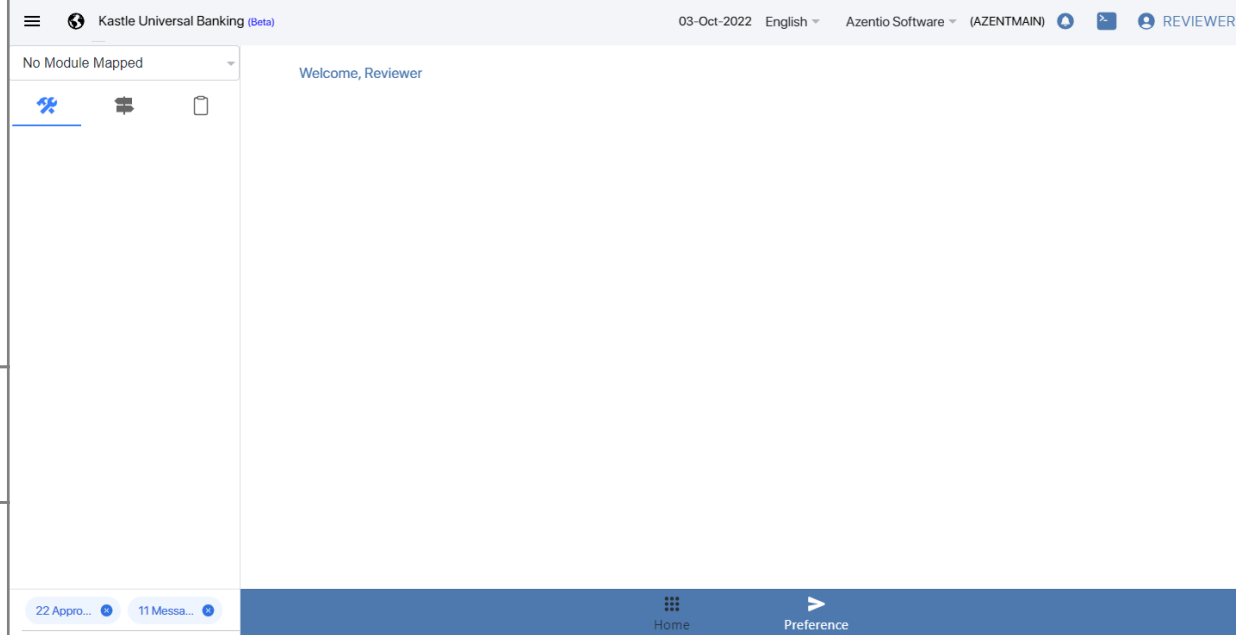 Kastle Universal Banking (Beta)
03-Oct-2022 English Azentio Software (AZENTMAIN) REVIEWER
No Module Mapped
Welcome, Reviewer
22 Appro... 11 Messa...
Home Preference